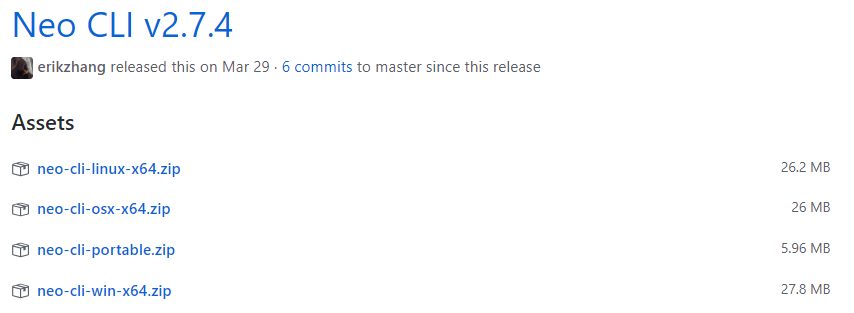 Neo CLI v2.7.4
erikzhang released this on Mar 29 · 6 commits to master since this release
Assets
neo-cli-linux-x64.zip 26.2 MB
neo-cli-osx-x64.zip 26 MB
neo-cli-portable.zip 5.96 MB
neo-cli-win-x64.zip 27.8 MB